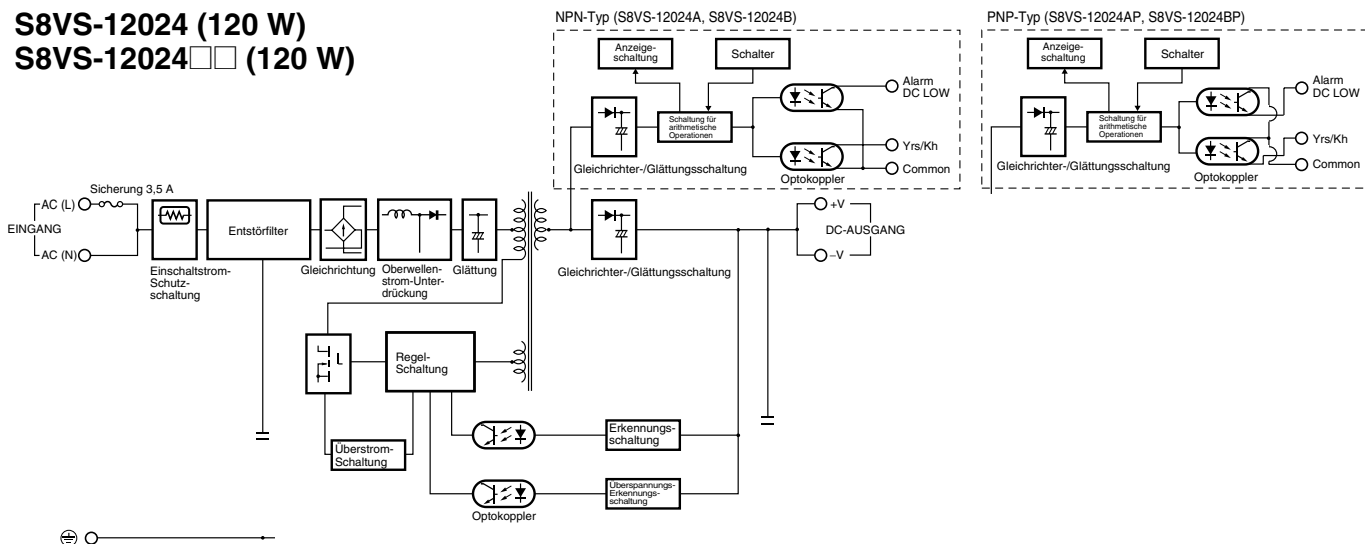 S8VS-12024 (120 W)
S8VS-12024□□ (120 W)
NPN-Typ (S8VS-12024A, S8VS-12024B)
Anzeige-
schaltung
Schalter
Alarm
DC LOW
Schaltung für
arithmetische
Operationen
Yrs/Kh
Common
Gleichrichter-/Glättungsschaltung
Optokoppler
PNP-Typ (S8VS-12024AP, S8VS-12024BP)
Anzeige-
schaltung
Schalter
Alarm
DC LOW
Schaltung für
arithmetische
Operationen
Yrs/Kh
Common
Gleichrichter-/Glättungsschaltung
Optokoppler
Sicherung 3,5 A
AC (L)
EINGANG
AC (N)
Einschaltstrom-
Schutz-
schaltung
Entstörfilter
Gleichrichtung
Oberwellen-
strom-Unter-
drückung
Glättung
Gleichrichter-/Glättungsschaltung
+V
DC-AUSGANG
–V
Regel-
Schaltung
Überstrom-
Schaltung
Erkennungs-
schaltung
Überspannungs-
Erkennungs-
schaltung
Optokoppler